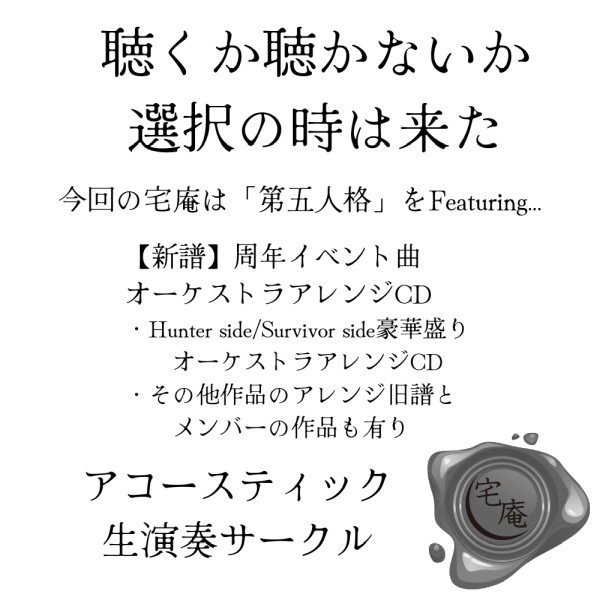 聴くか聴かないか
選択の時は来た
今回の宅庵は「第五人格」をFeaturing...
【新譜】周年イベント曲
オーケストラアレンジCD
・Hunter side/Survivor side豪華盛り
オーケストラアレンジCD
・その他作品のアレンジ旧譜と
メンバーの作品も有り
アコースティック
生演奏サークル
宅
庵